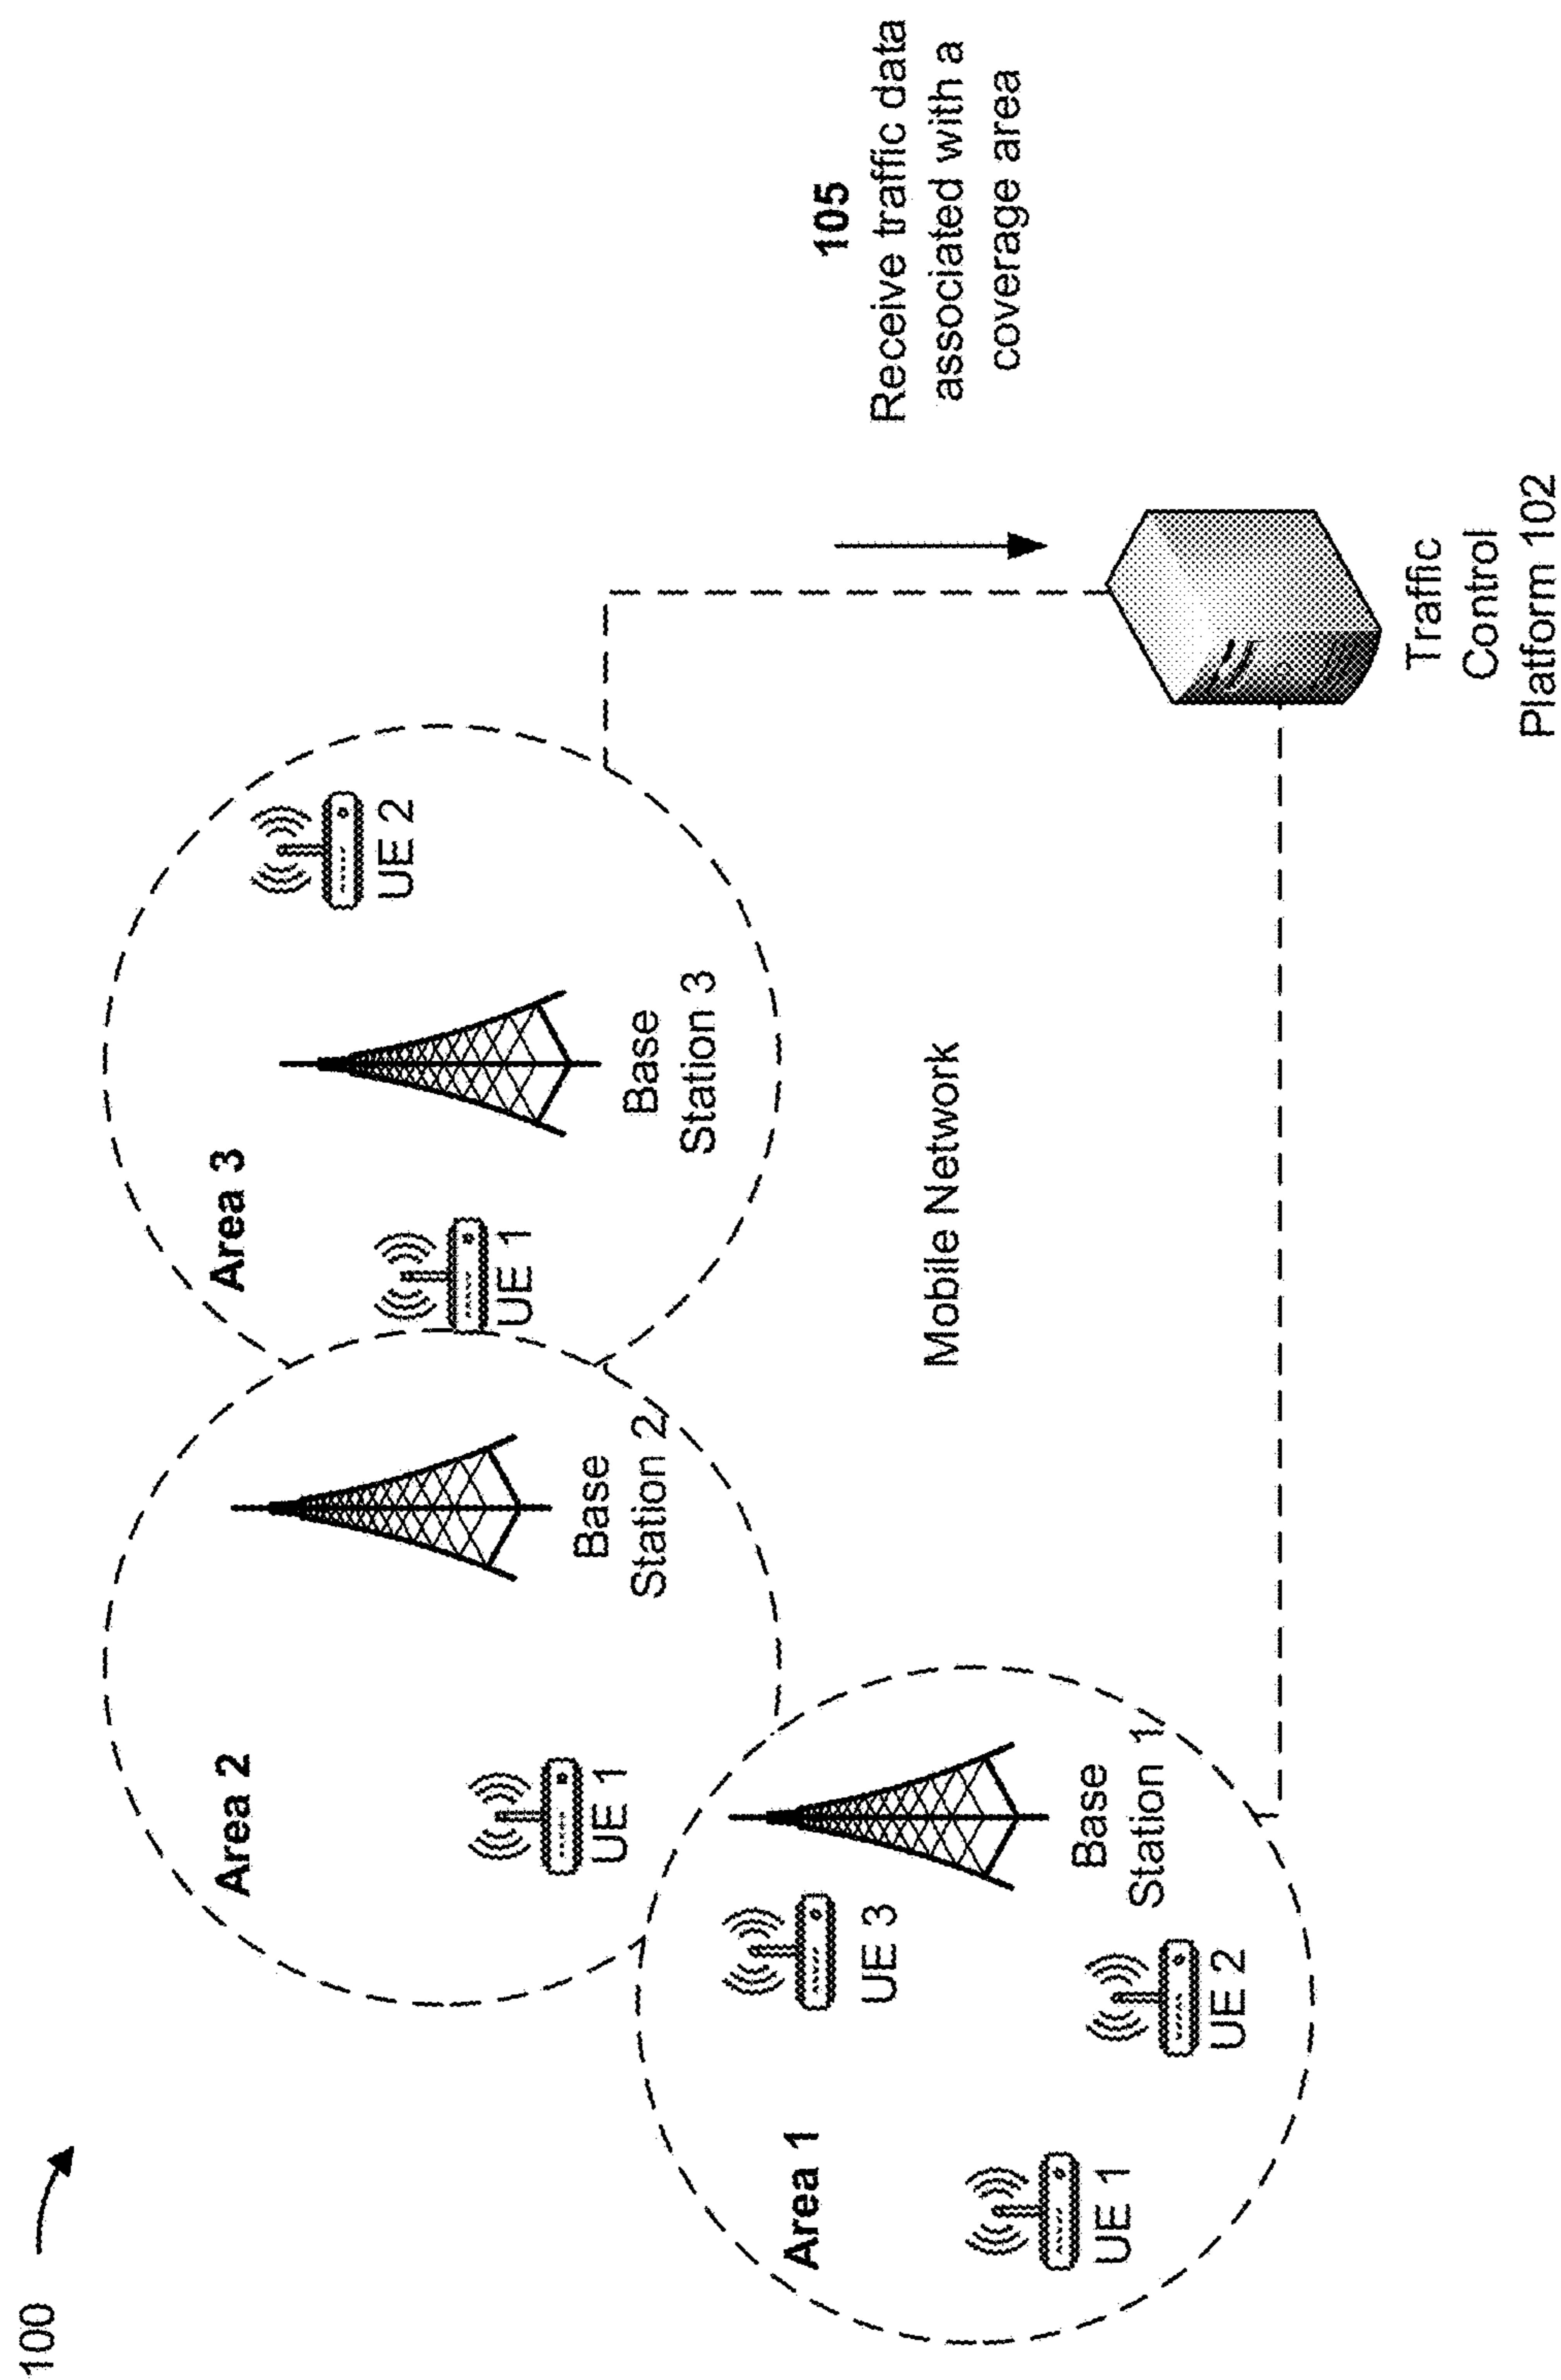 100
Area 2
UE 1
Base
Station 2
Area 3
UE 1
Base
Station 3
UE 2
Area 1
UE 1
UE 3
UE 2
Base
Station 1
Mobile Network
105
Receive traffic data
associated with a
coverage area
Traffic
Control
Platform 102